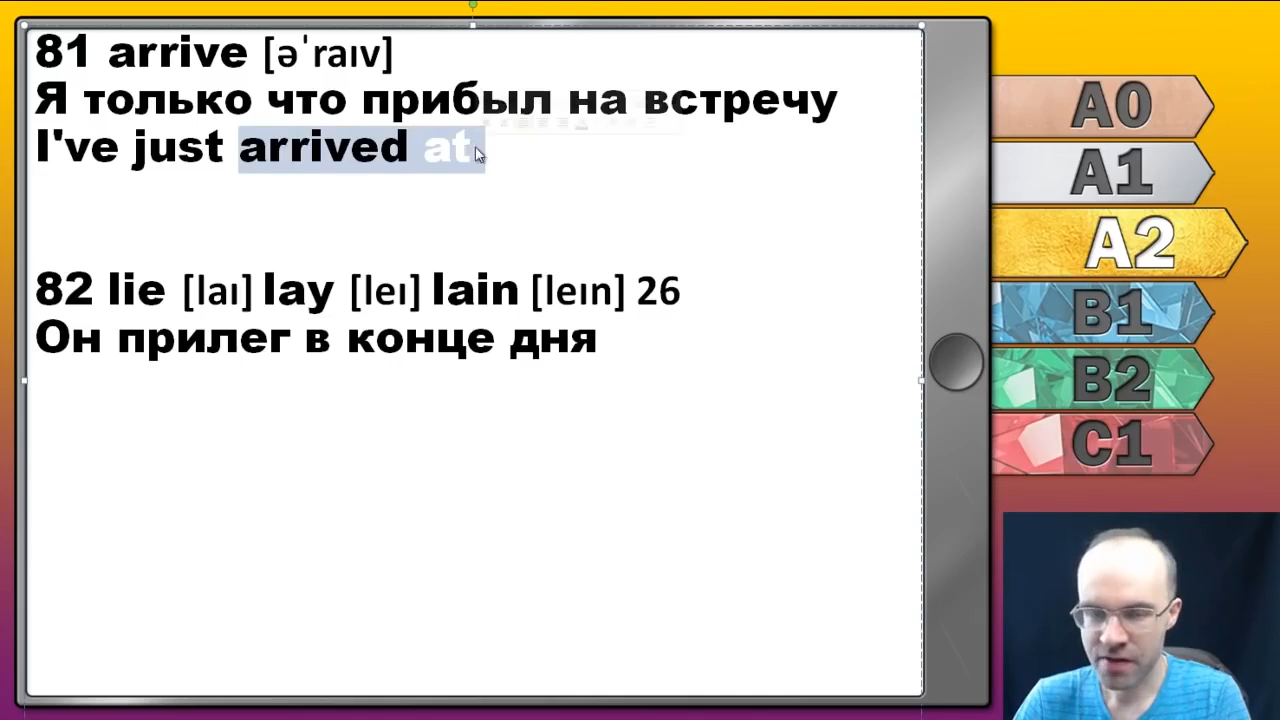 81 arrive [əˈraɪv]
Я только что прибыл на встречу
I've just arrived at
82 lie [laɪ] lay [leɪ] lain [leɪn] 26
Он прилег в конце дня
A0
A1
A2
B1
B2
C1